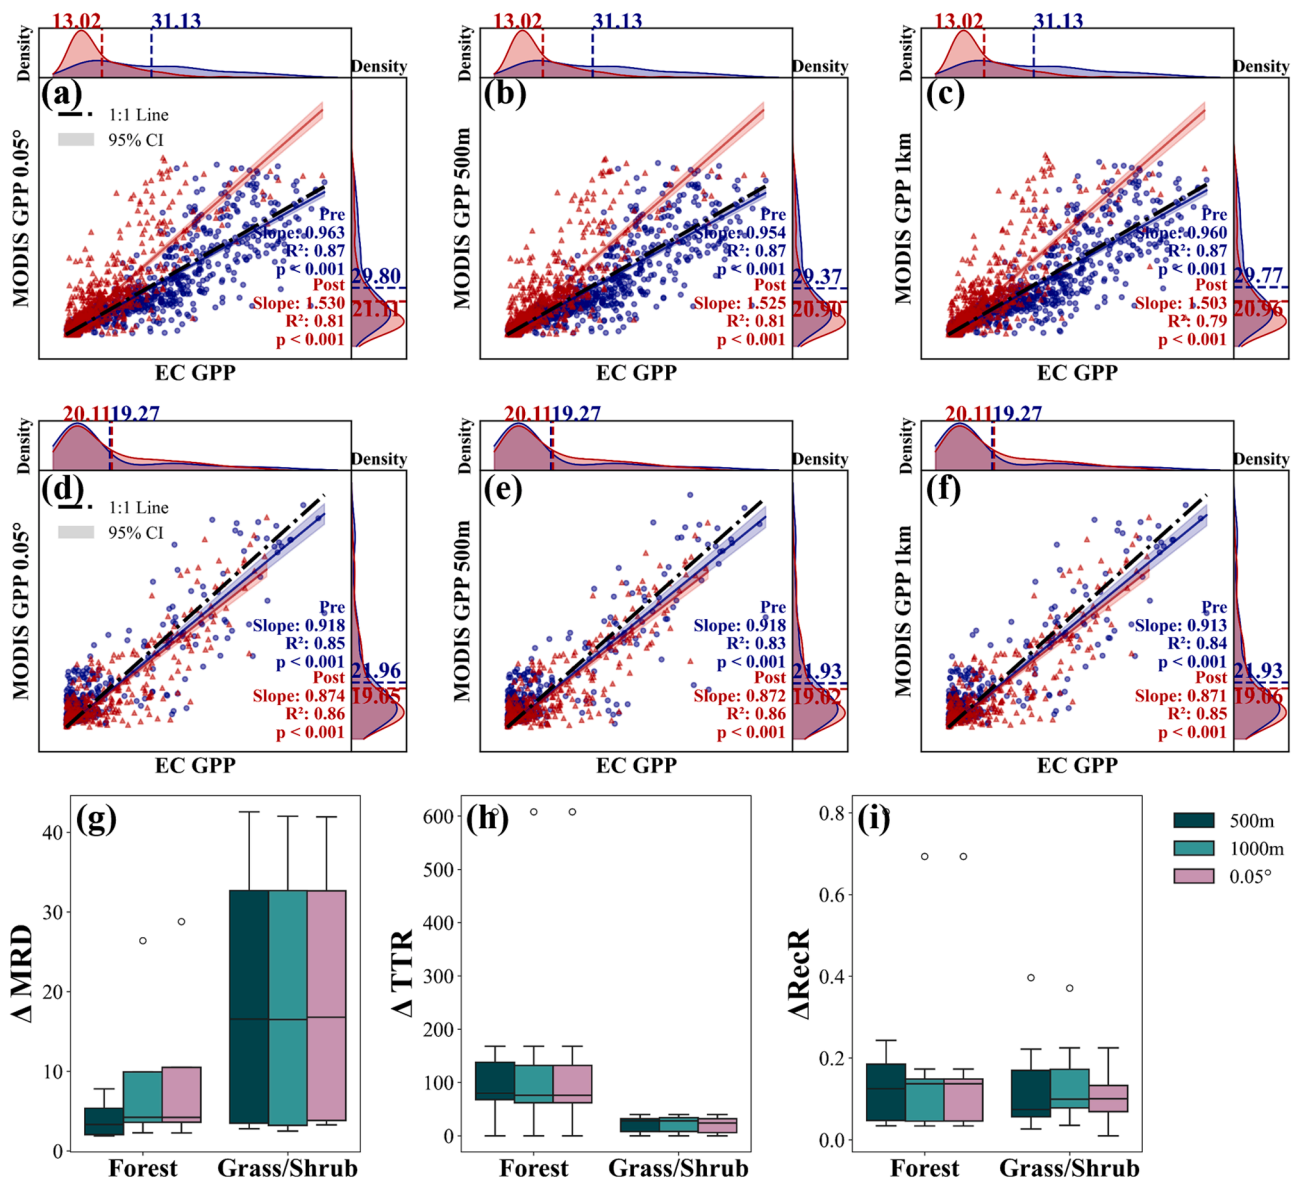 13.02 31.13
Density
Density
(a)
1:1 Line
95% CI
MODIS GPP 0.05°
Pre
Slope: 0.963
R²: 0.87
p < 0.001
Post
Slope: 1.530
R²: 0.81
p < 0.001
29.80
EC GPP
13.02 31.13
Density
Density
(b)
MODIS GPP 500m
Pre
Slope: 0.954
R²: 0.87
p < 0.001
Post
Slope: 1.525
R²: 0.81
p < 0.001
29.37
20.90
EC GPP
13.02 31.13
Density
Density
(c)
MODIS GPP 1km
Pre
Slope: 0.960
R²: 0.87
p < 0.001
Post
Slope: 1.503
R²: 0.79
p < 0.001
29.77
20.96
EC GPP
20.11 19.27
Density
Density
(d)
1:1 Line
95% CI
MODIS GPP 0.05°
Pre
Slope: 0.918
R²: 0.85
p < 0.001
Post
Slope: 0.874
R²: 0.86
p < 0.001
21.96
19.05
EC GPP
20.11 19.27
Density
Density
(e)
MODIS GPP 500m
Pre
Slope: 0.918
R²: 0.83
p < 0.001
Post
Slope: 0.872
R²: 0.86
p < 0.001
21.93
19.02
EC GPP
20.11 19.27
Density
Density
(f)
MODIS GPP 1km
Pre
Slope: 0.913
R²: 0.84
p < 0.001
Post
Slope: 0.871
R²: 0.85
p < 0.001
21.93
19.06
EC GPP
(g)
Δ MRD
40
30
20
10
0
Forest Grass/Shrub
(h)
Δ TTR
600
500
400
300
200
100
0
Forest Grass/Shrub
(i)
ΔRecR
0.8
0.6
0.4
0.2
0.0
Forest Grass/Shrub
500m
1000m
0.05°